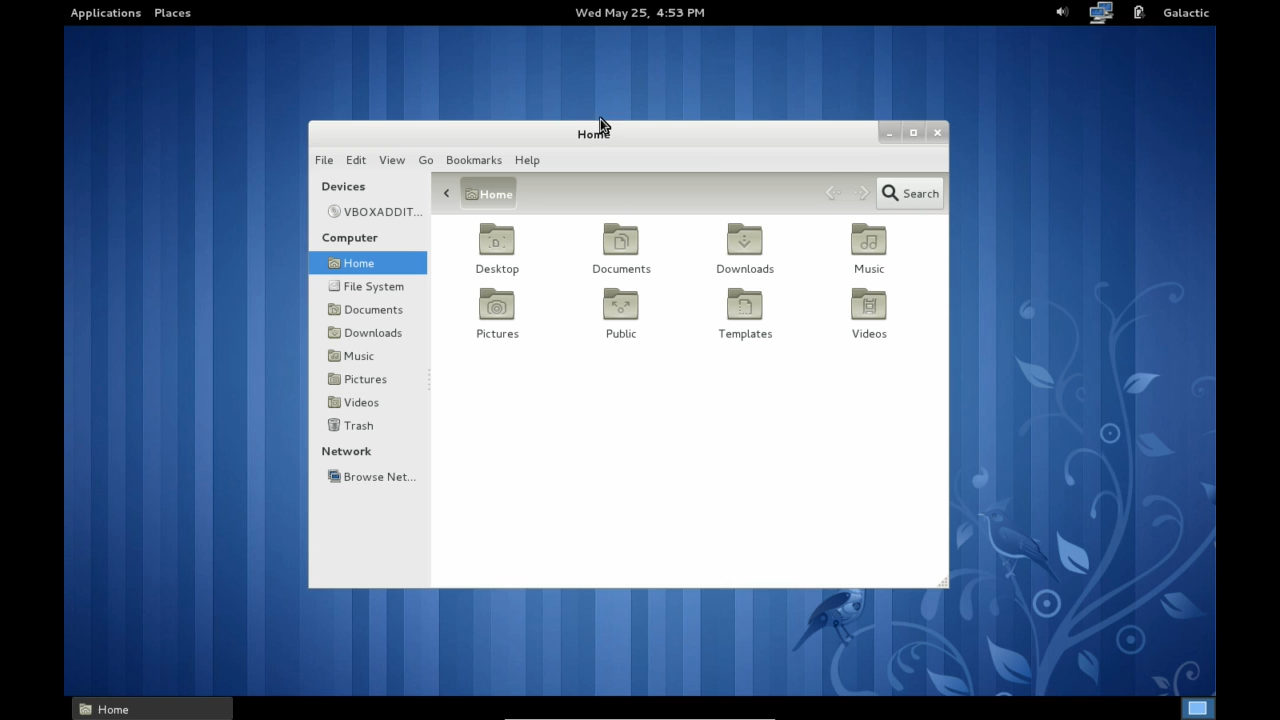 Applications Places Wed May 25, 4:53 PM Galactic
Home
File Edit View Go Bookmarks Help
Devices
VBOXADDIT...
Computer
Home
File System
Documents
Downloads
Music
Pictures
Videos
Trash
Network
Browse Net...
Home Search
Desktop Documents Downloads Music
Pictures Public Templates Videos
Home